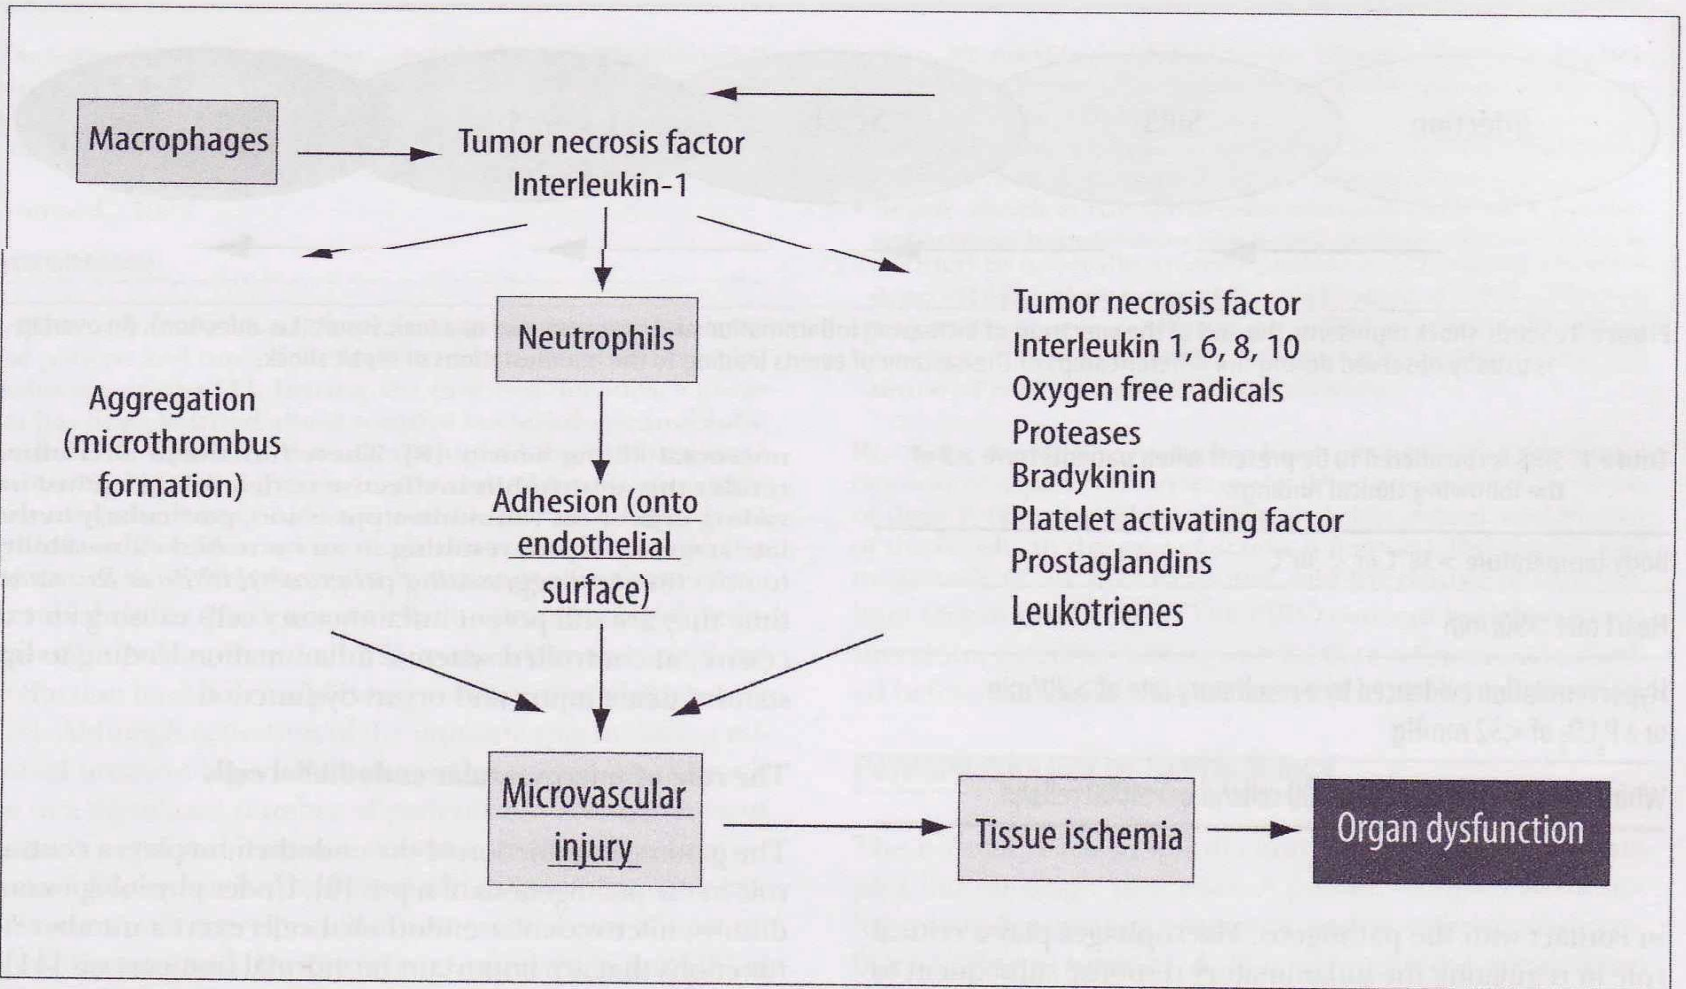 Macrophages
Tumor necrosis factor
Interleukin-1
Neutrophils
Aggregation
(microthrombus
formation)
Adhesion (onto
endothelial
surface)
Tumor necrosis factor
Interleukin 1, 6, 8, 10
Oxygen free radicals
Proteases
Bradykinin
Platelet activating factor
Prostaglandins
Leukotrienes
Microvascular
injury
Tissue ischemia
Organ dysfunction